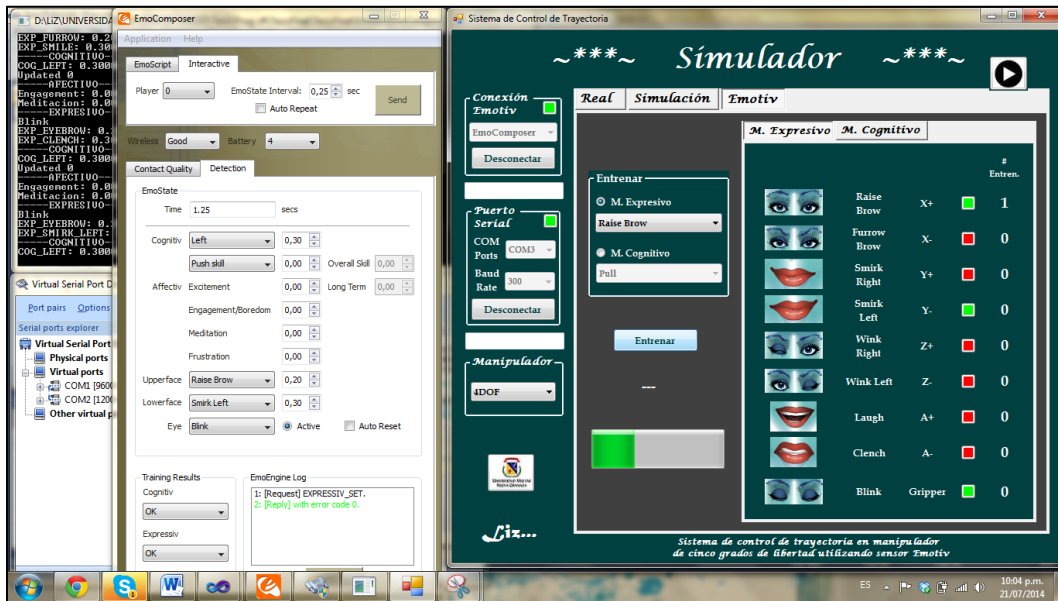 D:\LiZ\UNIVERSIDA
EXP_FURROW: 0.2
EXP_SMILE: 0.300
-----COGNITIVO-
COG_LEFT: 0.3000
Updated 0
-----AFECTIVO-
Engagement: 0.0
Meditacion: 0.0
-----EXPRESIVO-
Blink
EXP_EYEBROW: 0.
EXP_CLENCH: 0.3
-----COGNITIVO-
COG_LEFT: 0.3000
Updated 0
-----AFECTIVO-
Engagement: 0.0
Meditacion: 0.0
-----EXPRESIVO-
Blink
EXP_EYEBROW: 0.
EXP_SMIRK_LEFT:
-----COGNITIVO-
COG_LEFT: 0.300
Virtual Serial Port D
Port pairs Options
Serial ports explorer
Virtual Serial Port
Physical ports
Virtual ports
COM1 [9600
COM2 [1200
Other virtual p
EmoComposer
Application Help
EmoScript Interactive
Player 0 EmoState Interval: 0,25 sec Send
Auto Repeat
Wireless Good Battery 4
Contact Quality Detection
EmoState
Time 1.25 secs
Cognitiv Left 0,30
Push skill 0,00 Overall Skill 0,00
Affectiv Excitement 0,00 Long Term 0,00
Engagement/Boredom 0,00
Meditation 0,00
Frustration 0,00
Upperface Raise Brow 0,20
Lowerface Smirk Left 0,30
Eye Blink Active Auto Reset
Training Results
Cognitiv
OK
Expressiv
OK
EmoEngine Log
1: [Request] EXPRESSIV_SET.
2: [Reply] with error code 0.
Sistema de Control de Trayectoria
~***~ Simulador ~***~
Conexión
Emotiv
EmoComposer
Desconectar
Puerto
Serial
COM
Ports COM3
Baud
Rate 300
Desconectar
Manipulador
4DOF
UNIVERSIDAD MILITAR
NUEVA GRANADA
Liz...
Real Simulación Emotiv
Entrenar
M. Expresivo
Raise Brow
M. Cognitivo
Pull
Entrenar
---
M. Expresivo M. Cognitivo
#
Entren.
Raise
Brow X+ 1
Furrow
Brow X- 0
Smirk
Right Y+ 0
Smirk
Left Y- 0
Wink
Right Z+ 0
Wink Left Z- 0
Laugh A+ 0
Clench A- 0
Blink Gripper 0
Sistema de control de trayectoria en manipulador
de cinco grados de libertad utilizando sensor Emotiv
ES 10:04 p.m.
21/07/2014